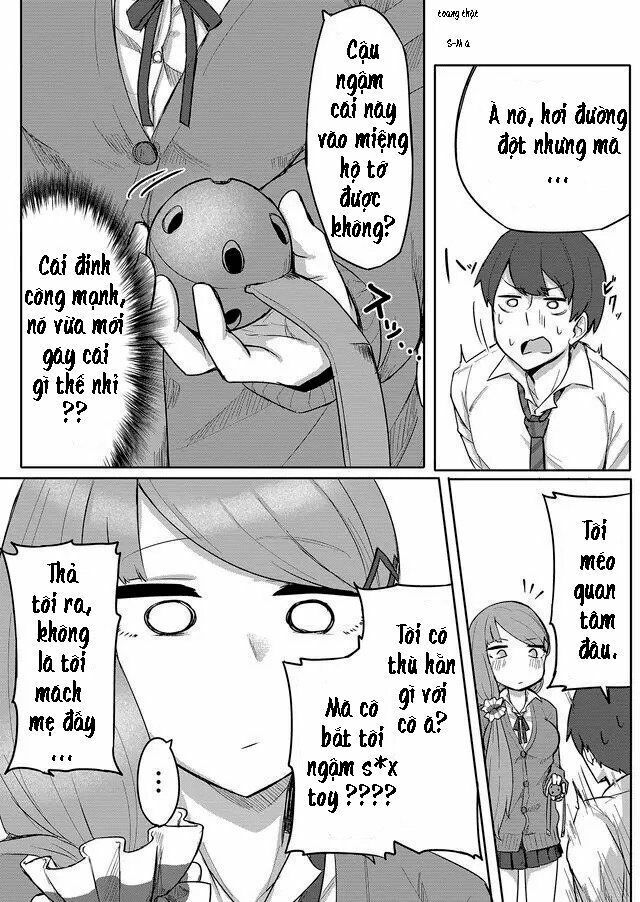 toang thật
S-M à
À nô, hơi đường
đột nhưng mà
...
Cậu
ngậm
cái này
vào miệng
hộ tớ
được
không?
Cái đinh
công mạnh,
nó vừa mới
gáy cái
gì thế nhỉ
??
Tôi
méo
quan
tâm
đâu.
Tôi có
thù hằn
gì với
cô à?
Mà cô
bắt tôi
ngậm s*x
toy ????
Thả
tôi ra,
không
là tôi
mách
mẹ đấy
...
...